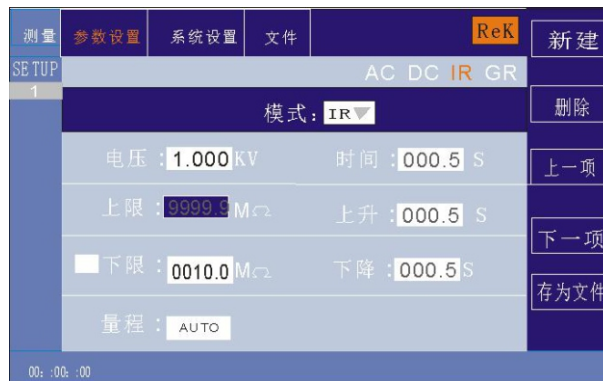 测量 参数设置 系统设置 文件 ReK 新建
SETUP AC DC IR GR
1
模式：IR 删除
电压：1.000 KV 时间：000.5 S 上一项
上限：9999.9 MΩ 上升：000.5 S
下一项
下限：0010.0 MΩ 下降：000.5 S
存为文件
量程：AUTO
00: :00: :00